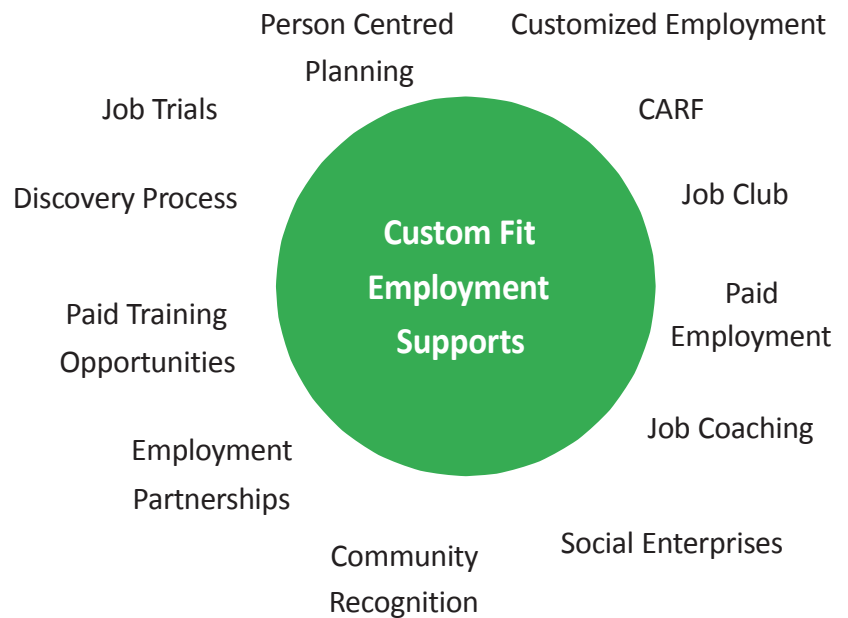 Person Centred
Planning
Customized Employment
CARF
Job Club
Paid
Employment
Job Coaching
Social Enterprises
Community
Recognition
Employment
Partnerships
Paid Training
Opportunities
Discovery Process
Job Trials
Custom Fit
Employment
Supports